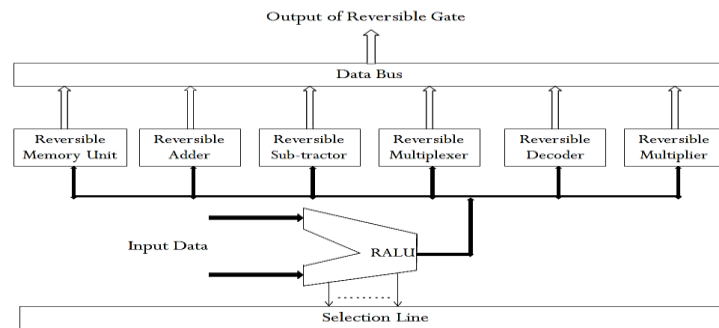 Output of Reversible Gate
Data Bus
Reversible Memory Unit
Reversible Adder
Reversible Sub-tractor
Reversible Multiplexer
Reversible Decoder
Reversible Multiplier
Input Data
RALU
Selection Line